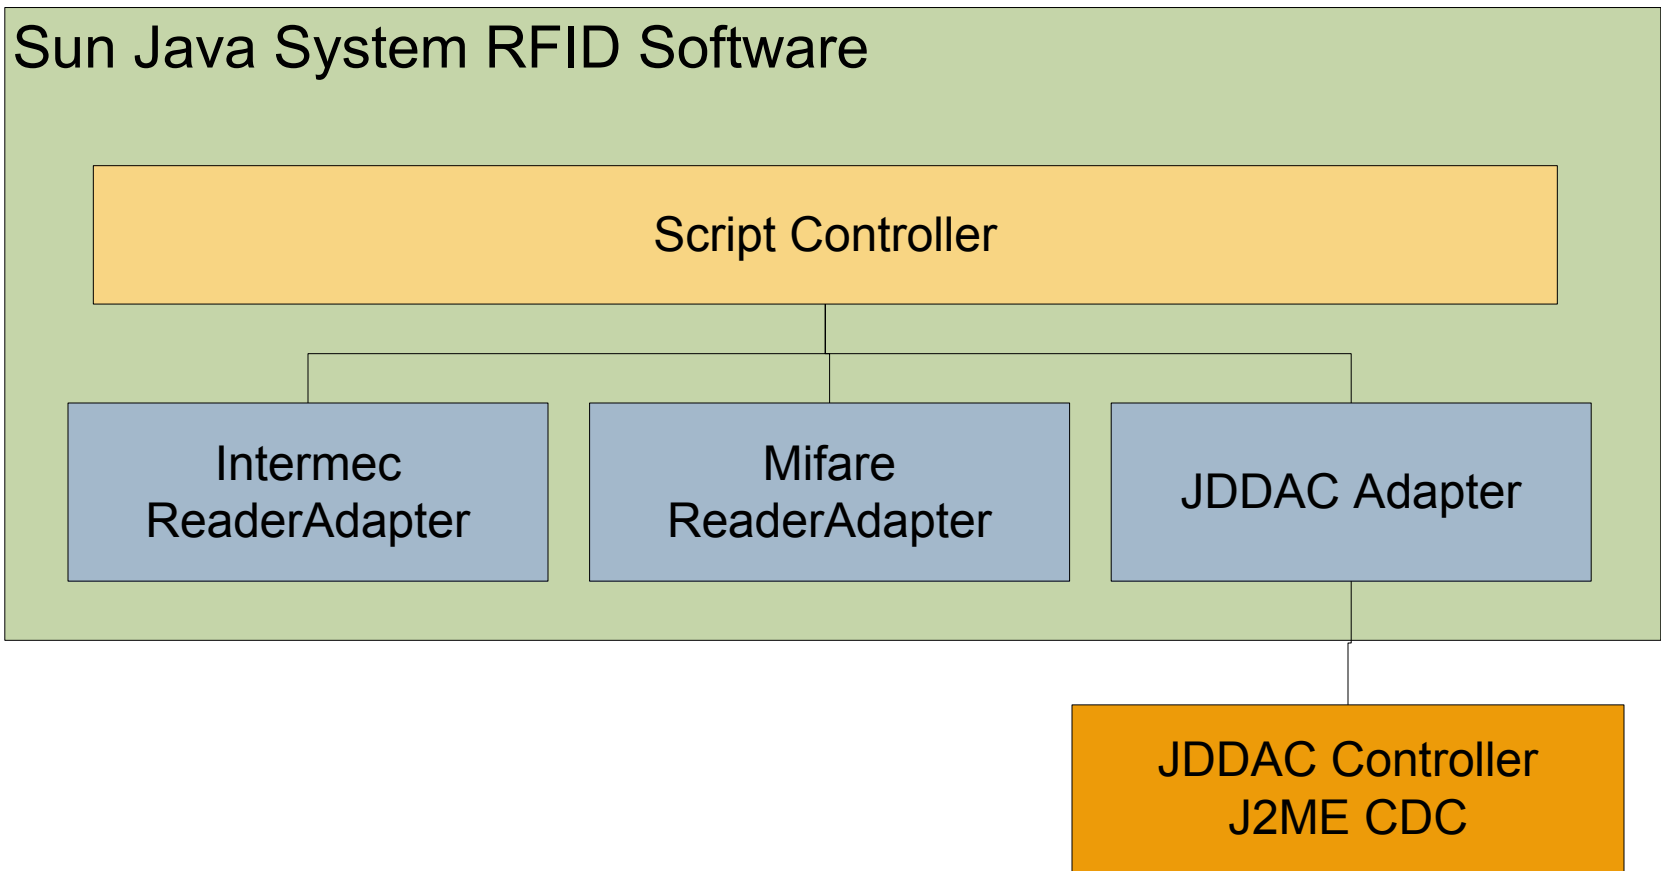 Sun Java System RFID Software
Script Controller
Intermec
ReaderAdapter
Mifare
ReaderAdapter
JDDAC Adapter
JDDAC Controller
J2ME CDC